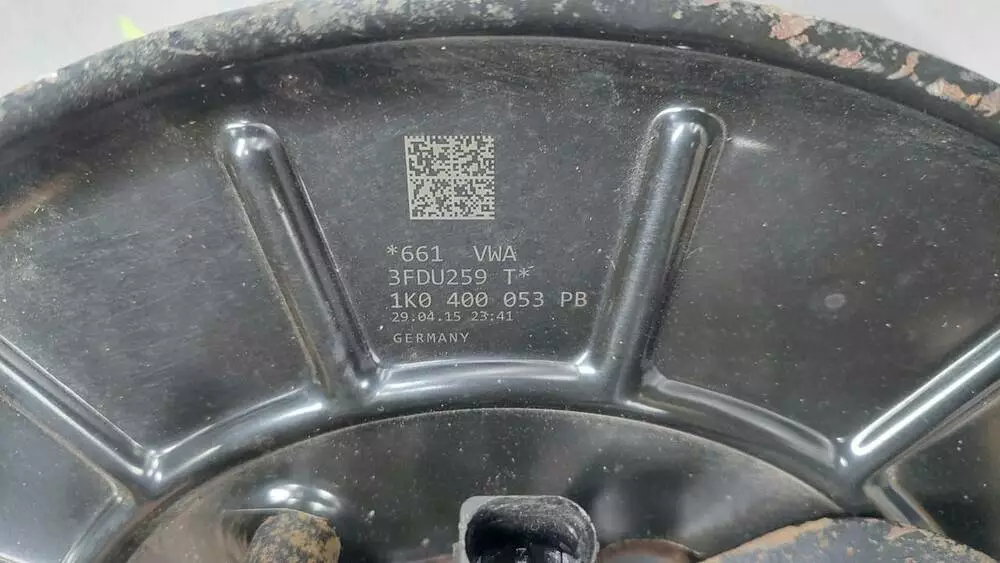 *661 VWA
3FDU259 T*
1K0 400 053 PB
29.04.15 23:41
GERMANY